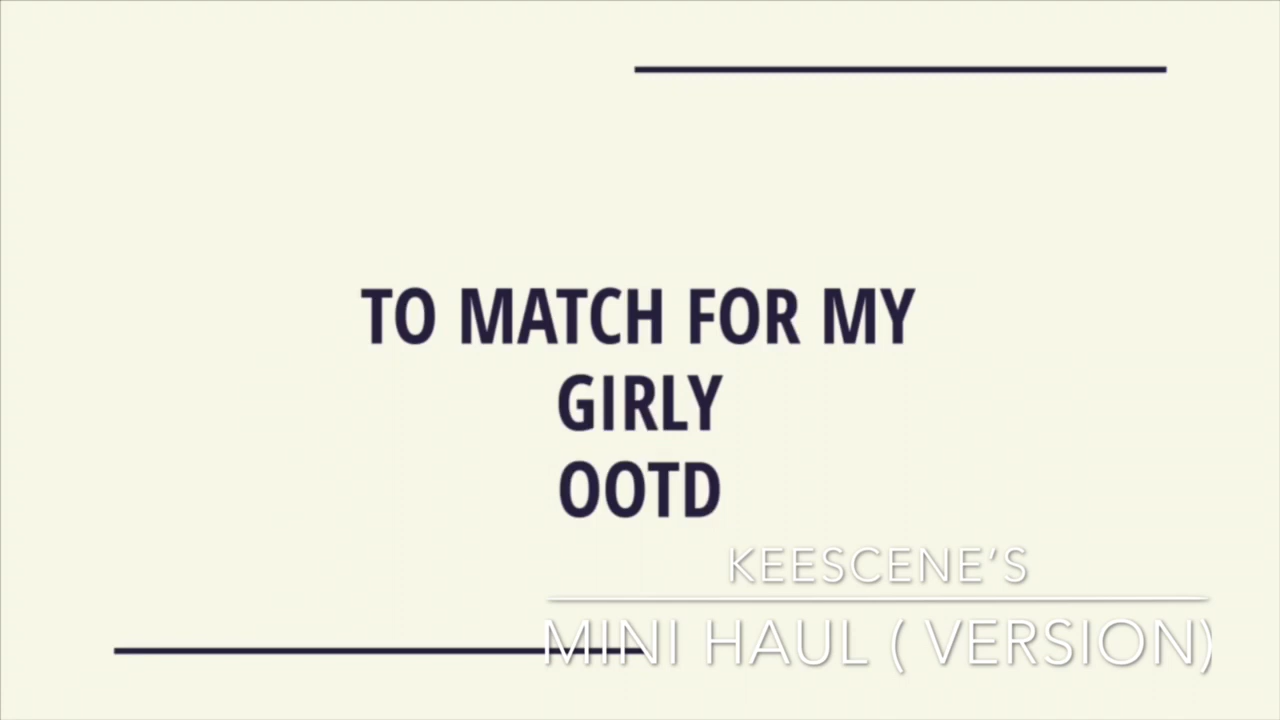 TO MATCH FOR MY
GIRLY
OOTD
KEESCENE’S
MINI HAUL ( VERSION)